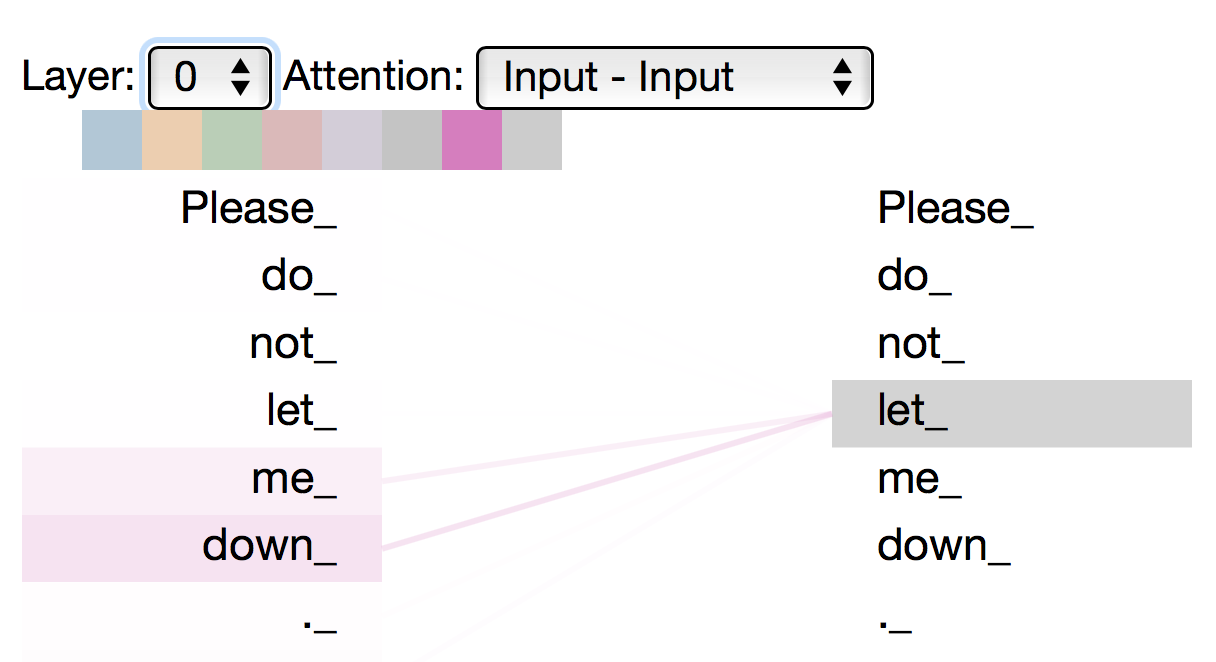 Layer: 0 Attention: Input - Input
Please_ Please_
do_ do_
not_ not_
let_ let_
me_ me_
down_ down_
._ ._